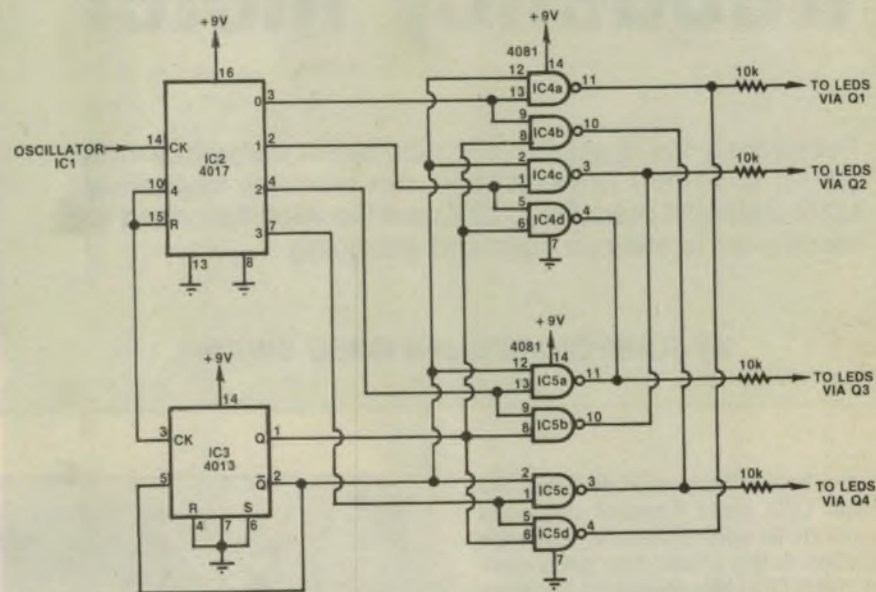 +9V
16
14
CK
OSCILLATOR
IC1
IC2
4017
10
4
15
R
13
8
0
3
1
2
2
4
3
7
+9V
14
3
CK
5
IC3
4013
Q
1
Q̅
2
R
S
4
7
6
+9V
4081
14
12
13
IC4a
11
10k
TO LEDS
VIA Q1
9
8
IC4b
10
2
1
IC4c
3
10k
TO LEDS
VIA Q2
5
6
IC4d
4
7
+9V
4081
14
12
13
IC5a
11
10k
TO LEDS
VIA Q3
9
8
IC5b
10
2
1
IC5c
3
10k
TO LEDS
VIA Q4
5
6
IC5d
4
7